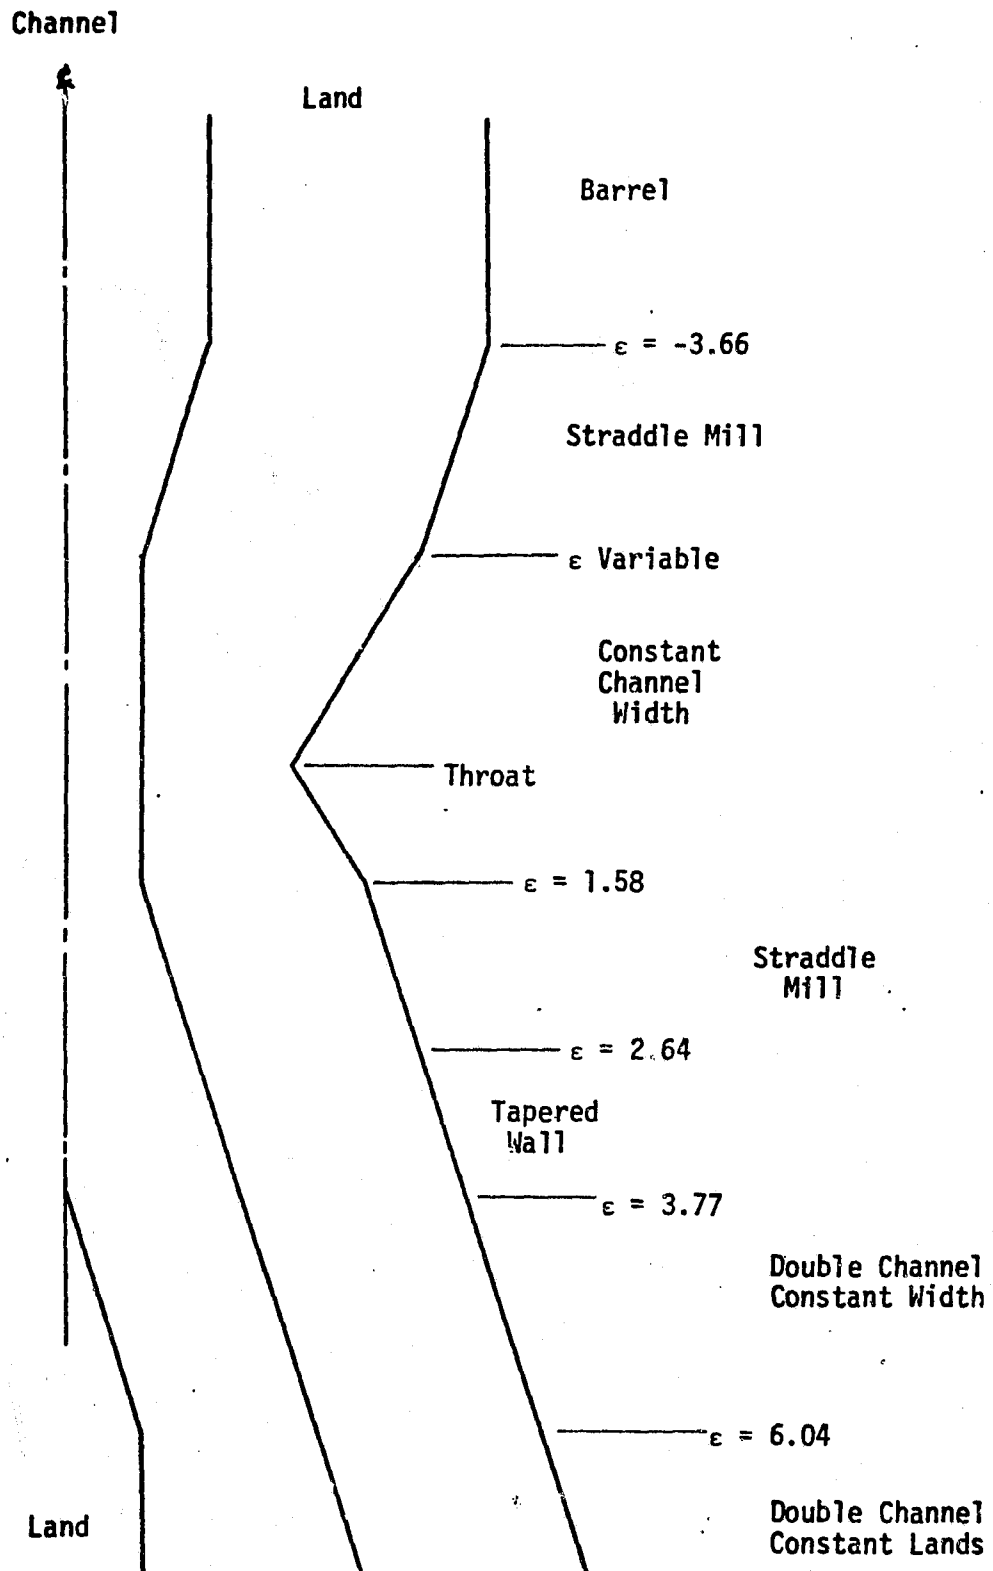 Channel
Land
Barrel
ε = -3.66
Straddle Mill
ε Variable
Constant
Channel
Width
Throat
ε = 1.58
Straddle
Mill
ε = 2.64
Tapered
Wall
ε = 3.77
Double Channel
Constant Width
ε = 6.04
Land
Double Channel
Constant Lands